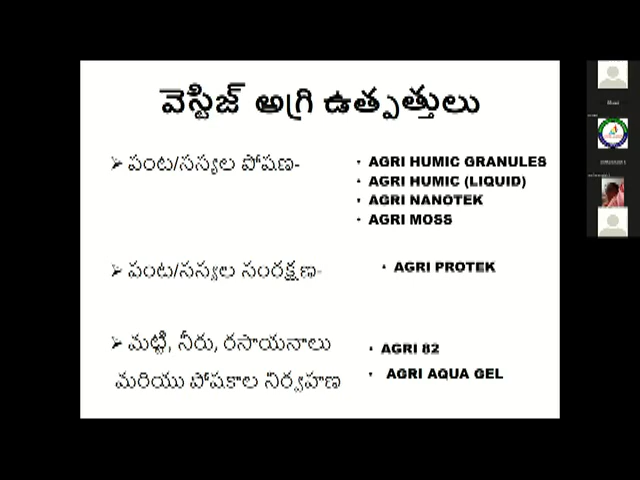 వెస్టిజ్ అగ్రి ఉత్పత్తులు
➢ పంట/సస్యల పోషణ-
• AGRI HUMIC GRANULES
• AGRI HUMIC (LIQUID)
• AGRI NANOTEK
• AGRI MOSS
➢ పంట/సస్యల సంరక్షణ-
• AGRI PROTEK
➢ మట్టి, నీరు, రసాయనాలు
మరియు పోషకాల నిర్వహణ
• AGRI 82
• AGRI AQUA GEL